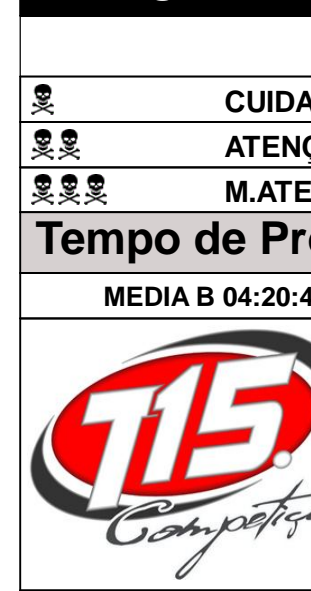 ☠ CUIDA
☠☠ ATENÇ
☠☠☠ M.ATE
Tempo de Pr
MEDIA B 04:20:4
T15.
Competiç